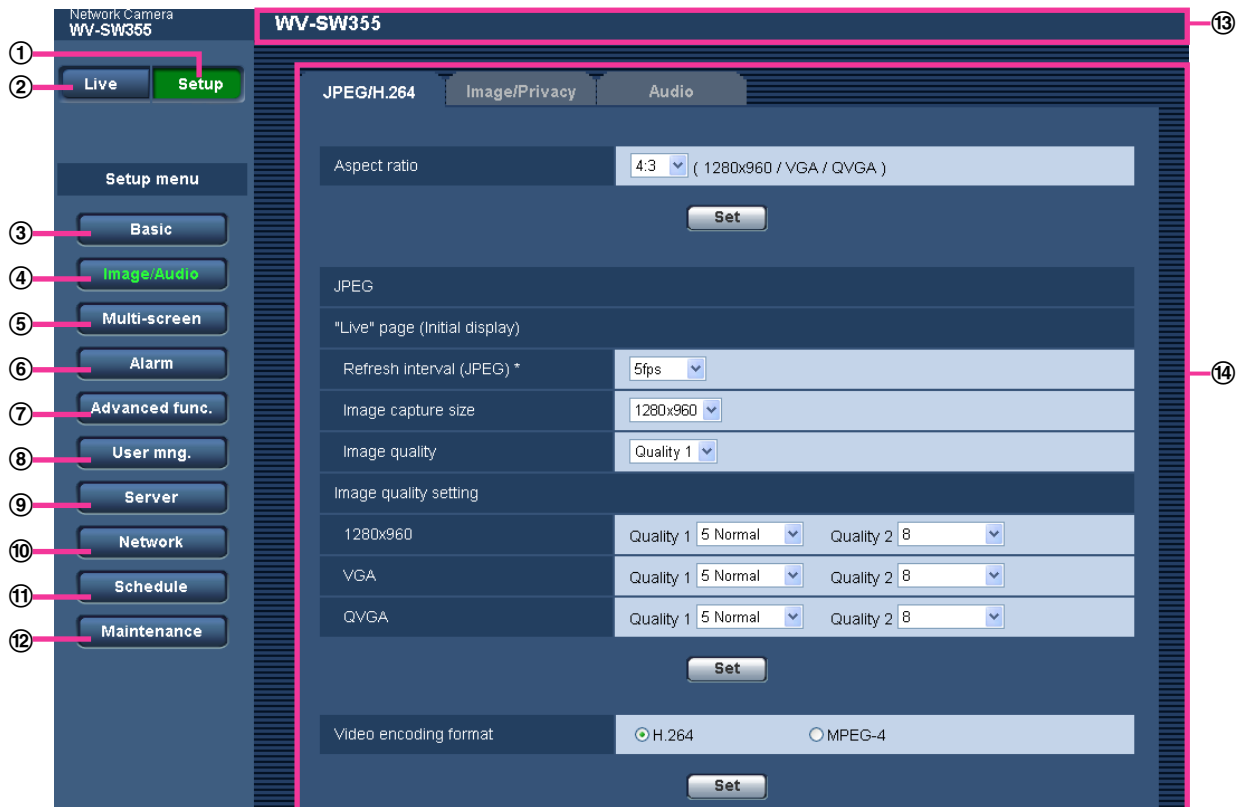 Network Camera
WV-SW355
WV-SW355
⑬
①
②
Live Setup
JPEG/H.264 Image/Privacy Audio
Aspect ratio 4:3 ( 1280x960 / VGA / QVGA )
Set
Setup menu
③ Basic
④ Image/Audio
⑤ Multi-screen
⑥ Alarm
⑦ Advanced func.
⑧ User mng.
⑨ Server
⑩ Network
⑪ Schedule
⑫ Maintenance
JPEG
"Live" page (Initial display)
Refresh interval (JPEG) * 5fps
⑭
Image capture size 1280x960
Image quality Quality 1
Image quality setting
1280x960 Quality 1 5 Normal Quality 2 8
VGA Quality 1 5 Normal Quality 2 8
QVGA Quality 1 5 Normal Quality 2 8
Set
Video encoding format H.264 MPEG-4
Set